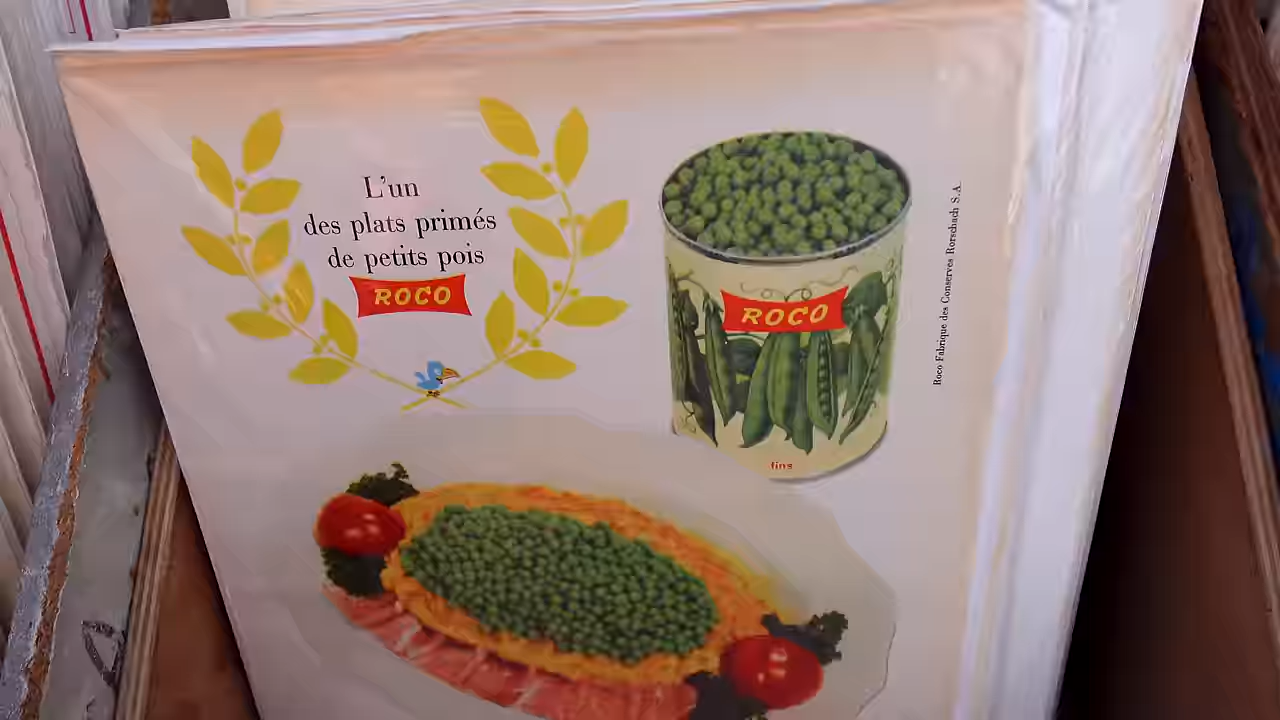 L'un
des plats primés
de petits pois
ROCO
ROCO
fins
Roco Fabrique des Conserves Rorschach S.A.